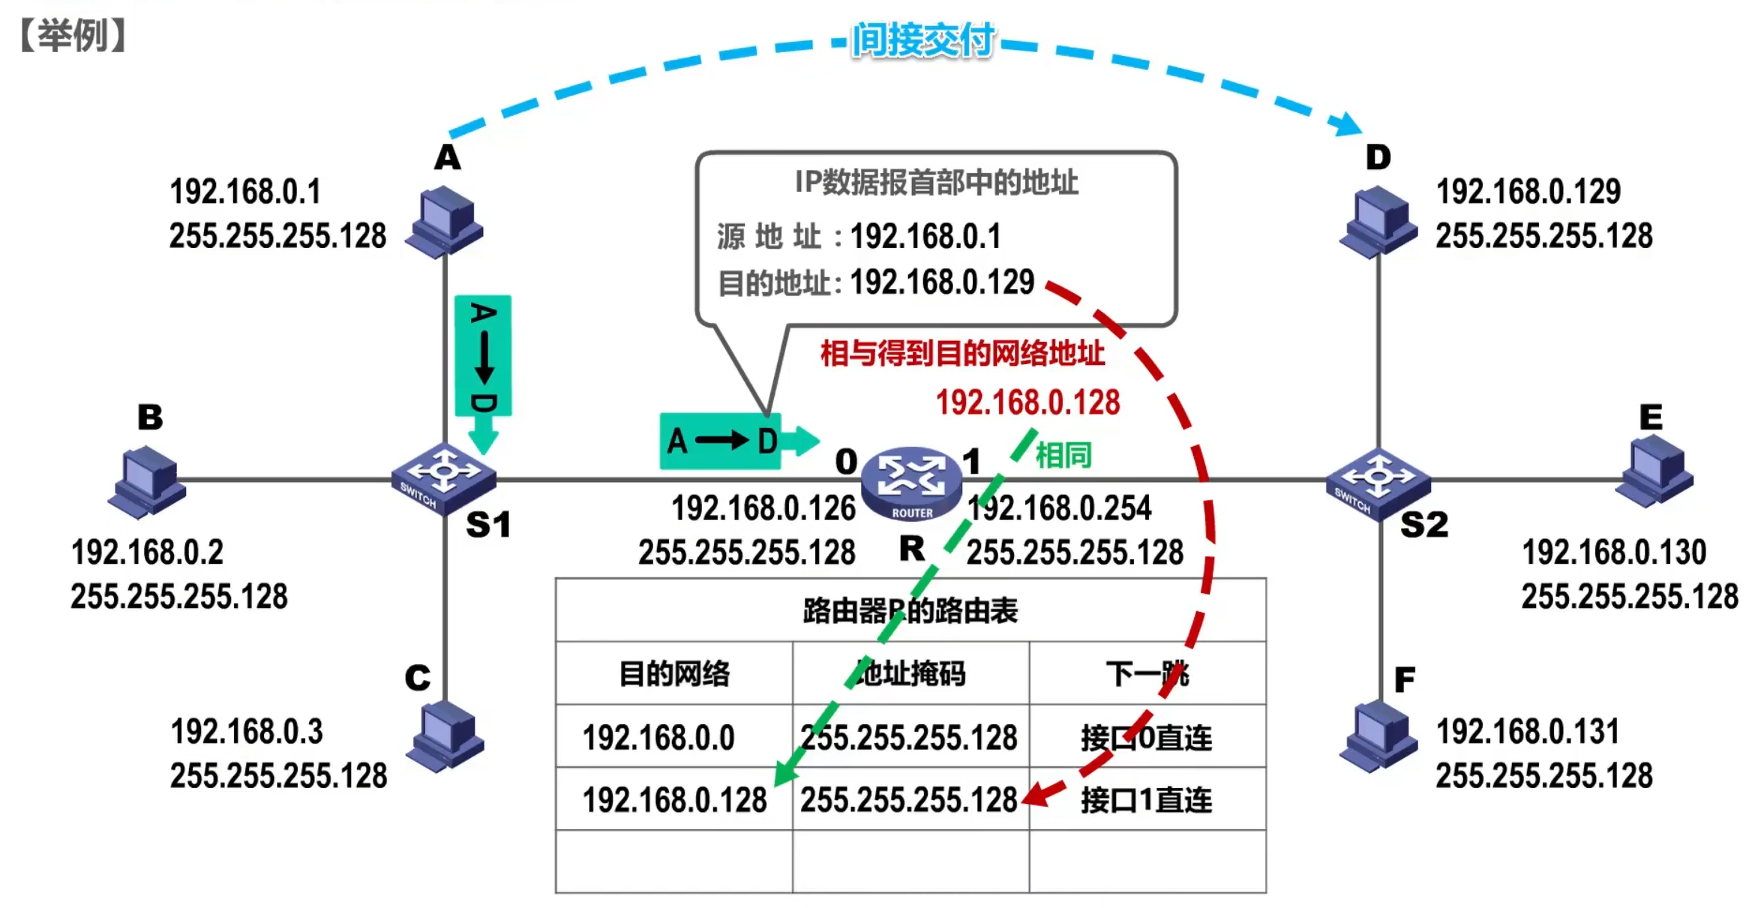 【举例】
间接交付
A
192.168.0.1
255.255.255.128
D
192.168.0.129
255.255.255.128
IP数据报首部中的地址
源地址:192.168.0.1
目的地址:192.168.0.129
A→D
相与得到目的网络地址
192.168.0.128
相同
A→D
B
192.168.0.2
255.255.255.128
SWITCH
S1
0
1
ROUTER
R
192.168.0.126
255.255.255.128
192.168.0.254
255.255.255.128
SWITCH
S2
E
192.168.0.130
255.255.255.128
C
192.168.0.3
255.255.255.128
F
192.168.0.131
255.255.255.128
路由器R的路由表
目的网络 地址掩码 下一跳
192.168.0.0 255.255.255.128 接口0直连
192.168.0.128 255.255.255.128 接口1直连